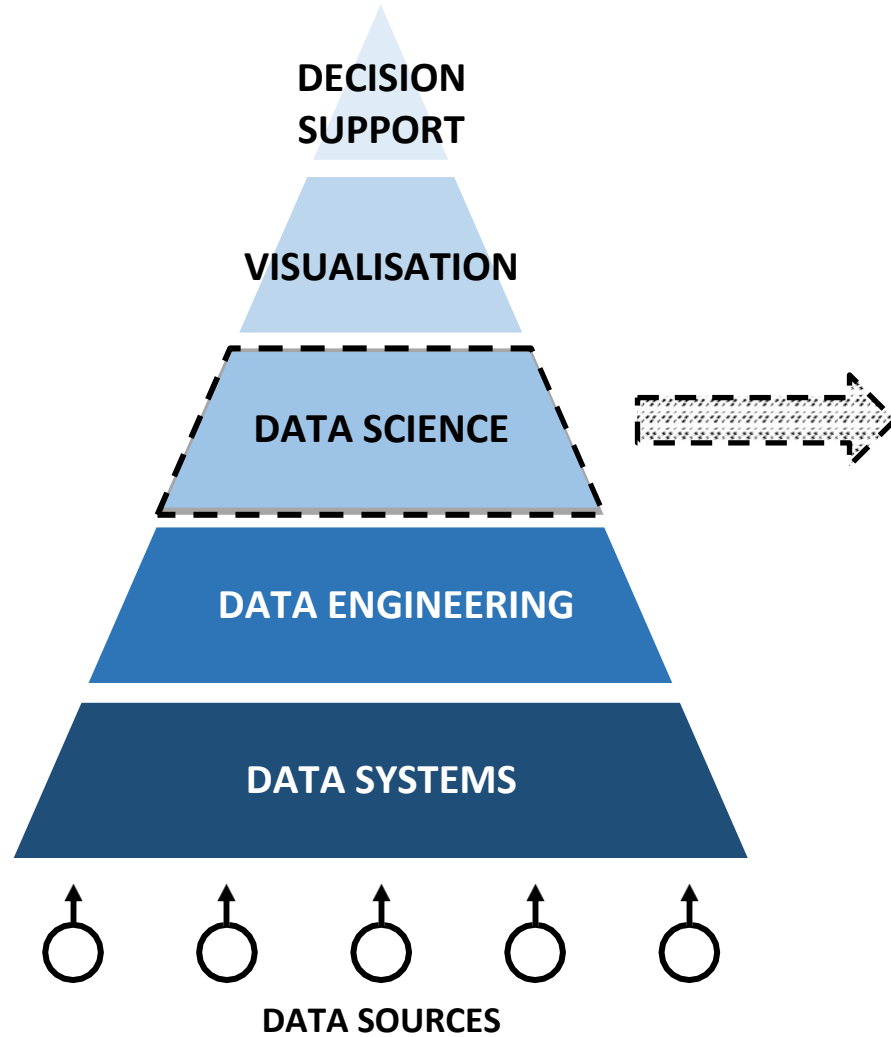 DECISION
SUPPORT
VISUALISATION
DATA SCIENCE
DATA ENGINEERING
DATA SYSTEMS
DATA SOURCES